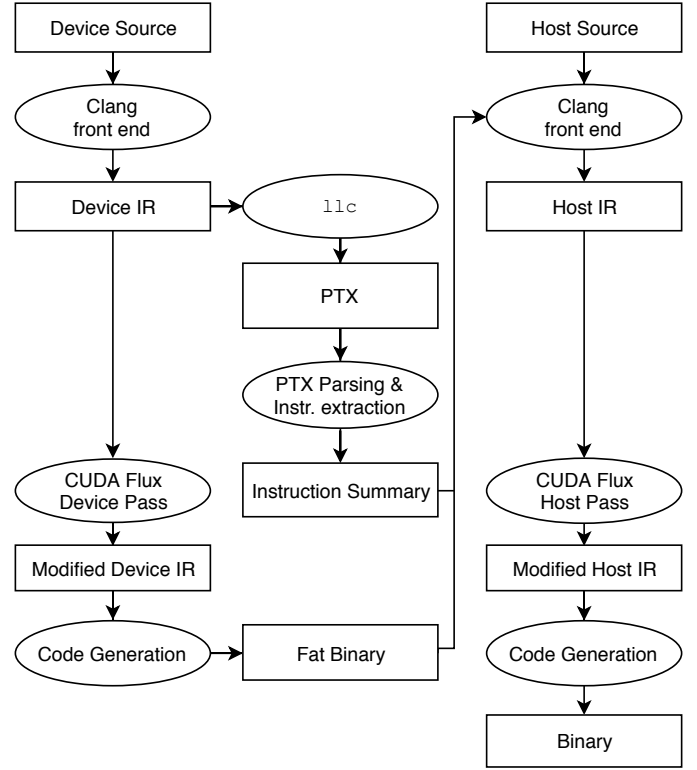 Device Source
Clang
front end
Device IR
llc
PTX
PTX Parsing &
Instr. extraction
Instruction Summary
CUDA Flux
Device Pass
Modified Device IR
Code Generation
Fat Binary
Host Source
Clang
front end
Host IR
CUDA Flux
Host Pass
Modified Host IR
Code Generation
Binary